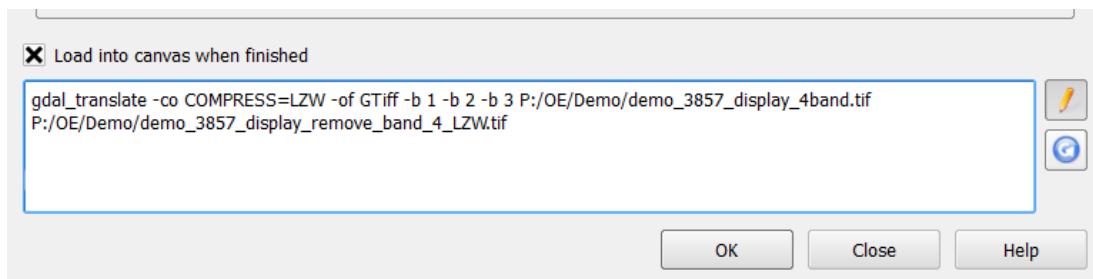 Load into canvas when finished
gdal_translate -co COMPRESS=LZW -of GTiff -b 1 -b 2 -b 3 P:/OE/Demo/demo_3857_display_4band.tif
P:/OE/Demo/demo_3857_display_remove_band_4_LZW.tif
OK Close Help